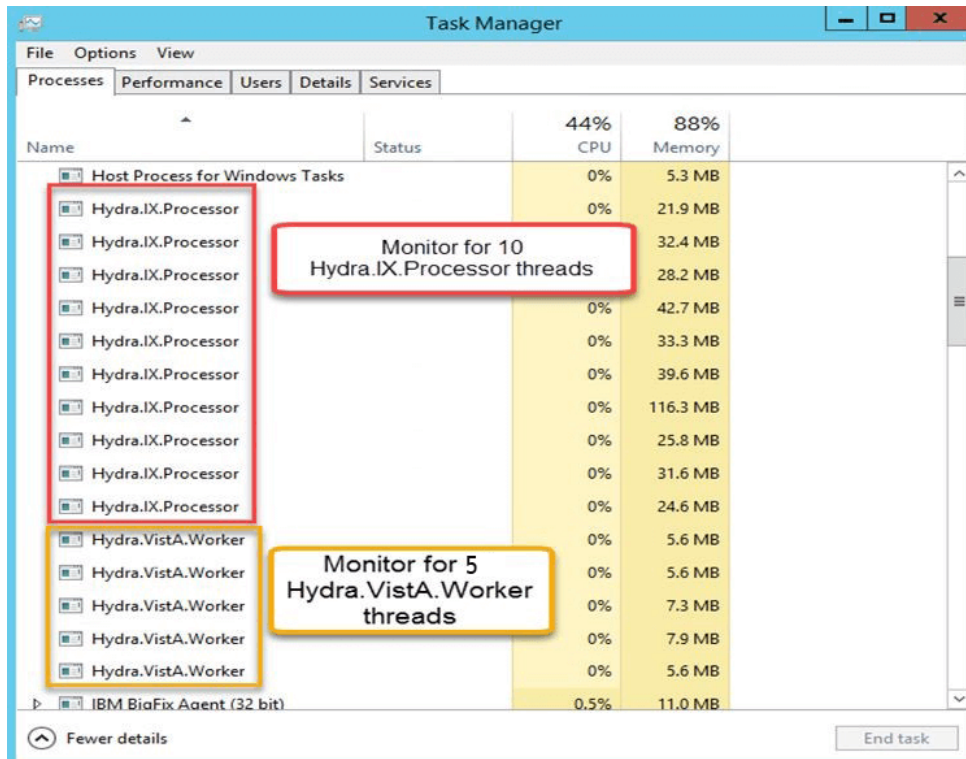 Task Manager
File Options View
Processes Performance Users Details Services
44% 88%
Name Status CPU Memory
Host Process for Windows Tasks 0% 5.3 MB
Hydra.IX.Processor 0% 21.9 MB
Hydra.IX.Processor 32.4 MB
Monitor for 10
Hydra.IX.Processor threads
Hydra.IX.Processor 28.2 MB
Hydra.IX.Processor 0% 42.7 MB
Hydra.IX.Processor 0% 33.3 MB
Hydra.IX.Processor 0% 39.6 MB
Hydra.IX.Processor 0% 116.3 MB
Hydra.IX.Processor 0% 25.8 MB
Hydra.IX.Processor 0% 31.6 MB
Hydra.IX.Processor 0% 24.6 MB
Hydra.VistA.Worker 0% 5.6 MB
Monitor for 5
Hydra.VistA.Worker
threads
Hydra.VistA.Worker 0% 5.6 MB
Hydra.VistA.Worker 0% 7.3 MB
Hydra.VistA.Worker 0% 7.9 MB
Hydra.VistA.Worker 0% 5.6 MB
IBM BigFix Agent (32 bit) 0.5% 11.0 MB
Fewer details End task